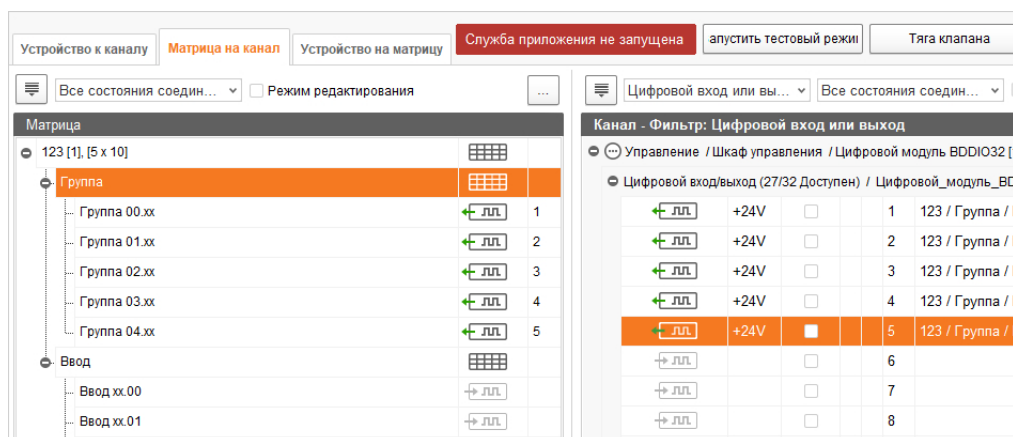 Устройство к каналу Матрица на канал Устройство на матрицу Служба приложения не запущена апустить тестовый режи Тяга клапана
Все состояния соедин... Режим редактирования ... Цифровой вход или вы... Все состояния соедин...
Матрица Канал - Фильтр: Цифровой вход или выход
123 [1], [5 x 10] Управление / Шкаф управления / Цифровой модуль BDDIO32 [
Группа Цифровой вход/выход (27/32 Доступен) / Цифровой_модуль_BD
Группа 00.xx 1 +24V 1 123 / Группа /
Группа 01.xx 2 +24V 2 123 / Группа /
Группа 02.xx 3 +24V 3 123 / Группа /
Группа 03.xx 4 +24V 4 123 / Группа /
Группа 04.xx 5 +24V 5 123 / Группа /
Ввод 6
Ввод xx.00 7
Ввод xx.01 8